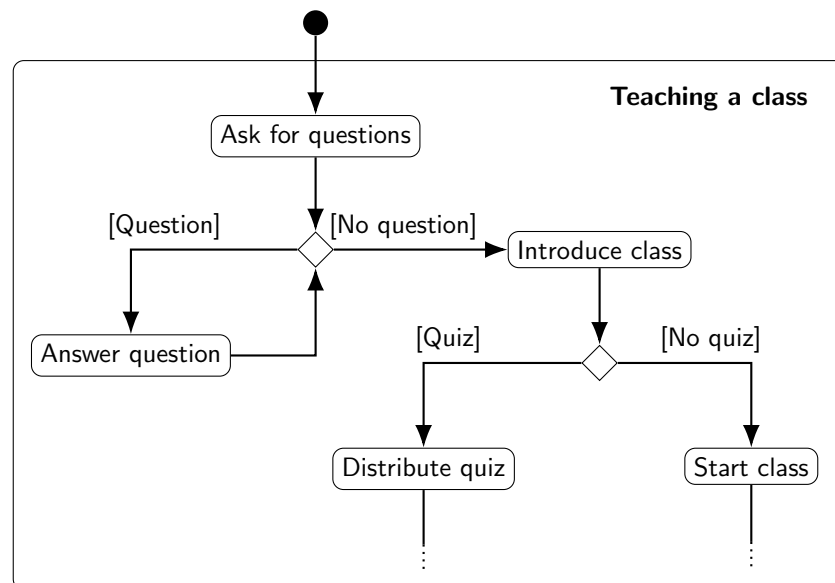 Teaching a class
Ask for questions
[Question]
[No question]
Introduce class
Answer question
[Quiz]
[No quiz]
Distribute quiz
Start class